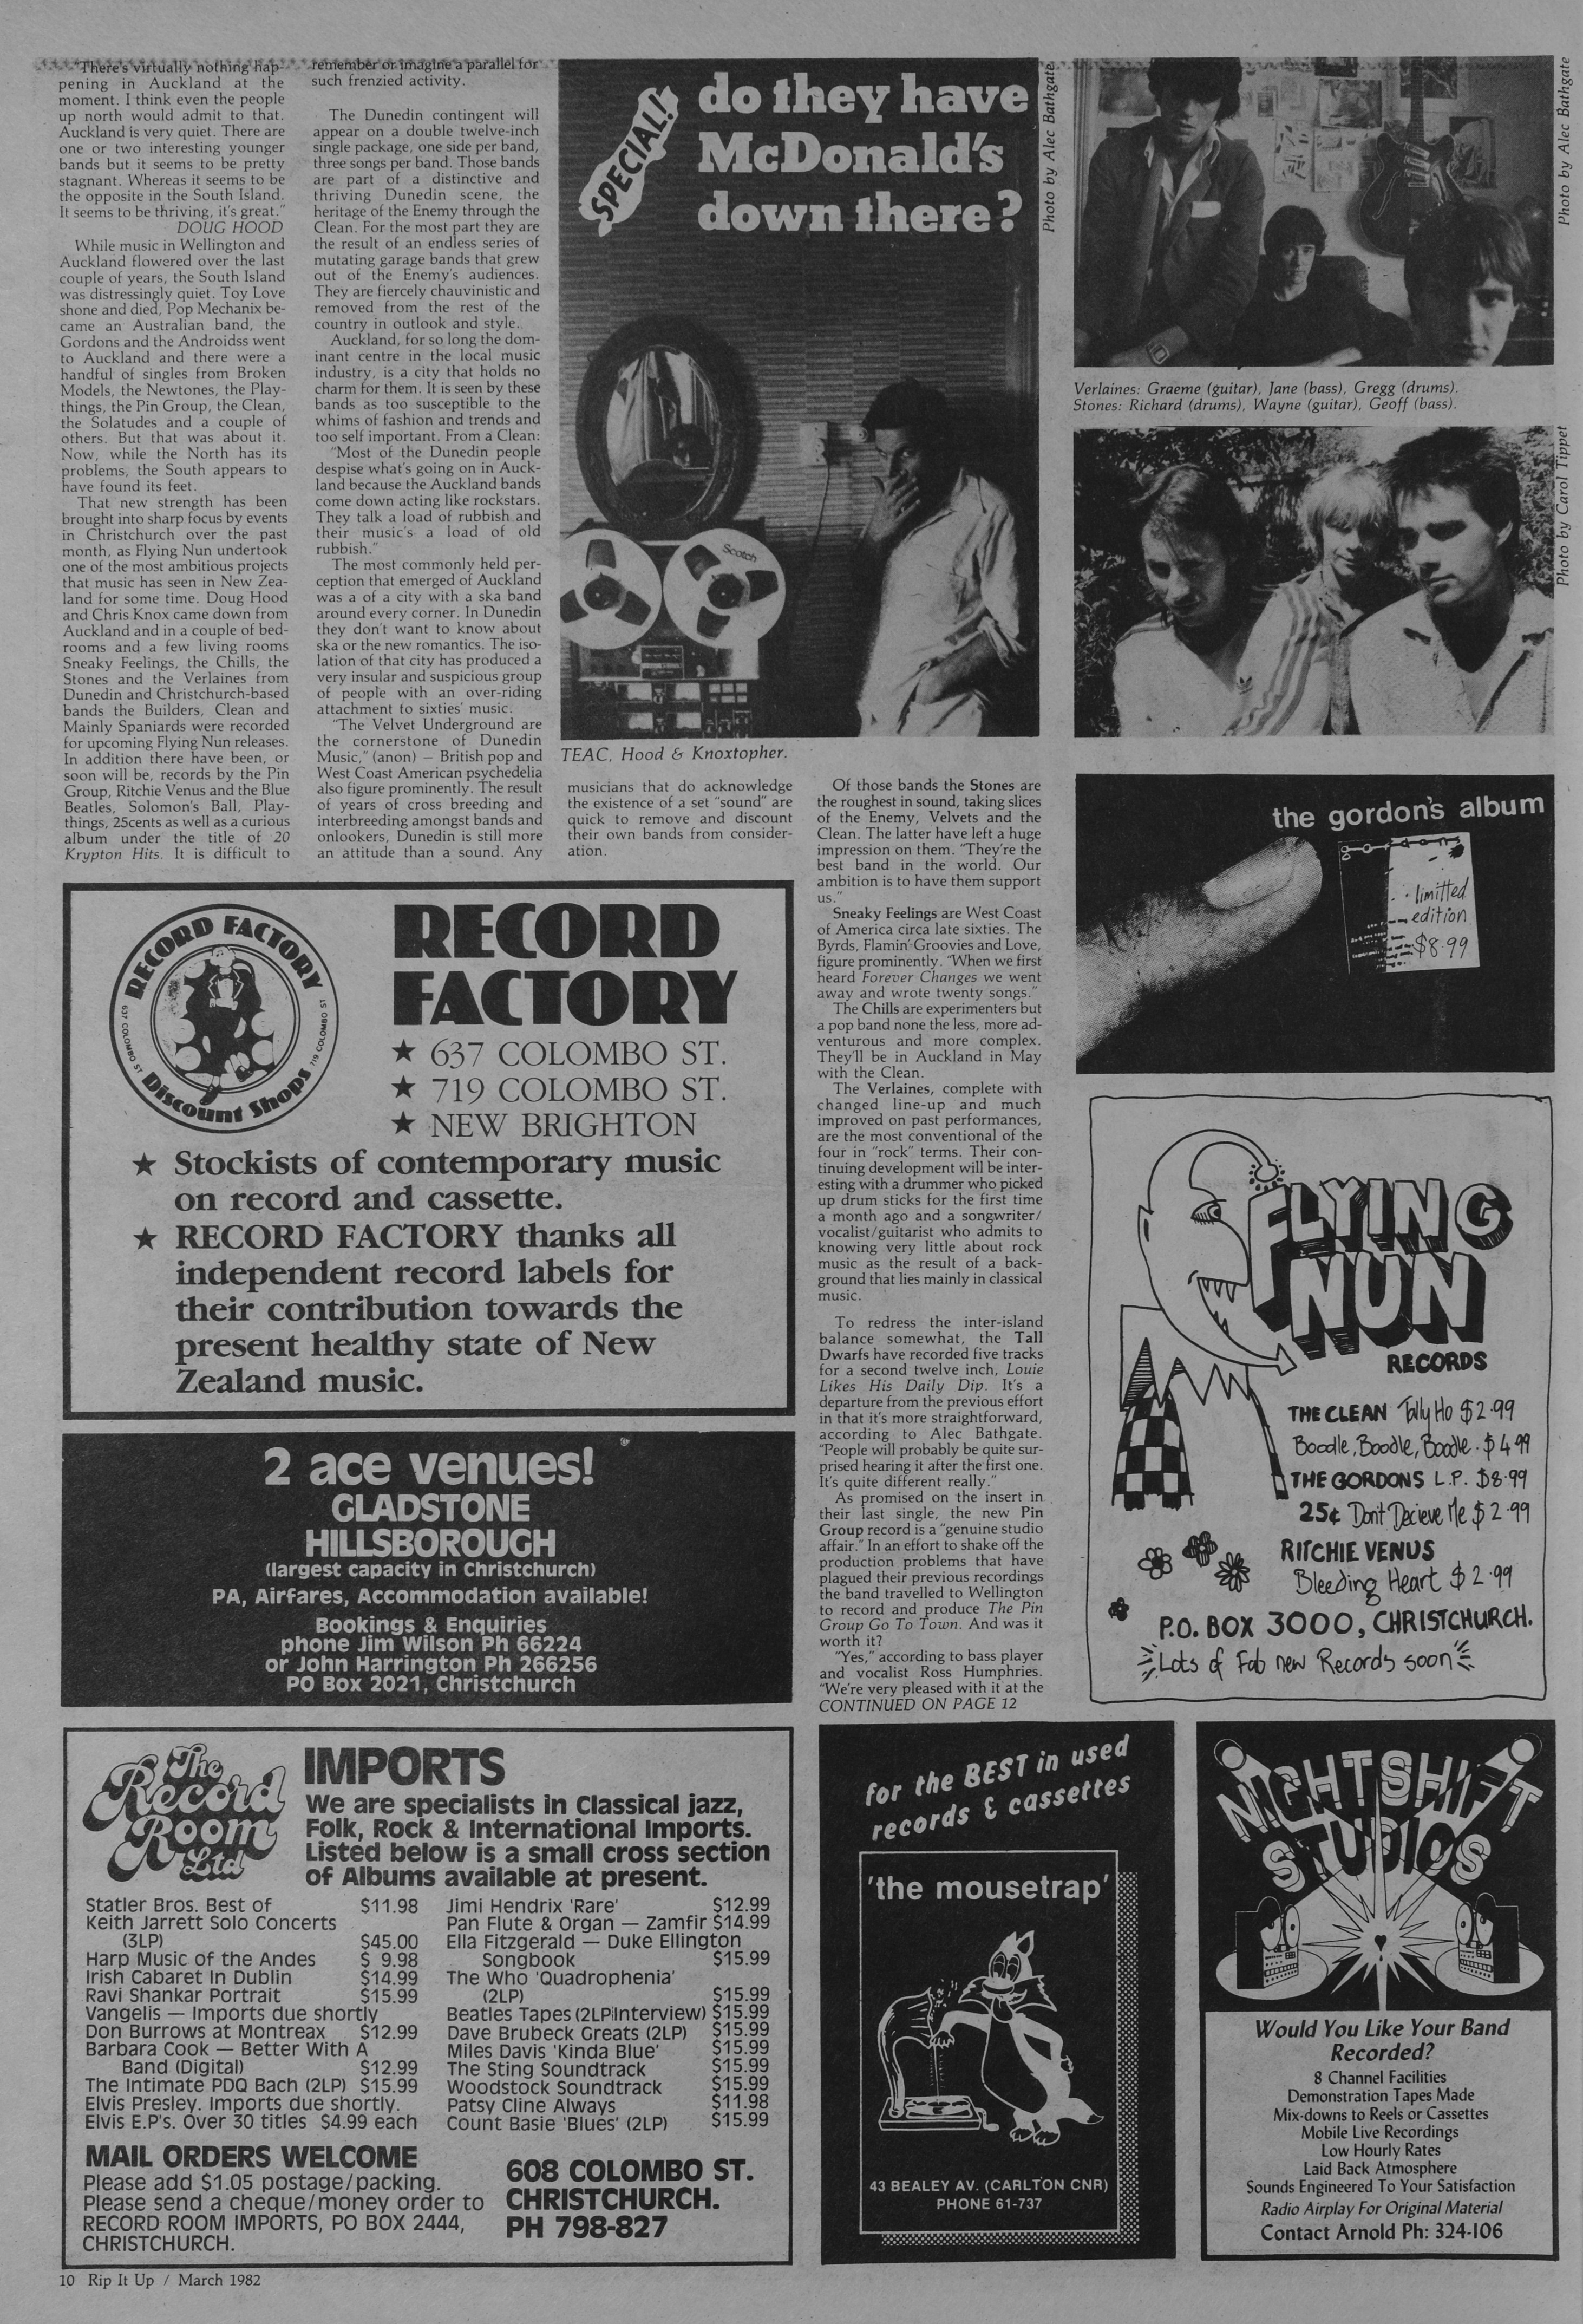 "There's virtually nothing hap-
pening in Auckland at the
moment. I think even the people
up north would admit to that.
Auckland is very quiet. There are
one or two interesting younger
bands but it seems to be pretty
stagnant. Whereas it seems to be
the opposite in the South Island.
It seems to be thriving, it's great."
DOUG HOOD
While music in Wellington and
Auckland flowered over the last
couple of years, the South Island
was distressingly quiet. Toy Love
shone and died, Pop Mechanix be-
came an Australian band, the
Gordons and the Androidss went
to Auckland and there were a
handful of singles from Broken
Models, the Newtones, the Play-
things, the Pin Group, the Clean,
the Solatudes and a couple of
others. But that was about it.
Now, while the North has its
problems, the South appears to
have found its feet.
That new strength has been
brought into sharp focus by events
in Christchurch over the past
month, as Flying Nun undertook
one of the most ambitious projects
that music has seen in New Zea-
land for some time. Doug Hood
and Chris Knox came down from
Auckland and in a couple of bed-
rooms and a few living rooms
Sneaky Feelings, the Chills, the
Stones and the Verlaines from
Dunedin and Christchurch-based
bands the Builders, Clean and
Mainly Spaniards were recorded
for upcoming Flying Nun releases.
In addition there have been, or
soon will be, records by the Pin
Group, Ritchie Venus and the Blue
Beatles, Solomon's Ball, Play-
things, 25cents as well as a curious
album under the title of 20
Krypton Hits. It is difficult to
remember or imagine a parallel for
such frenzied activity.
The Dunedin contingent will
appear on a double twelve-inch
single package, one side per band,
three songs per band. Those bands
are part of a distinctive and
thriving Dunedin scene, the
heritage of the Enemy through the
Clean. For the most part they are
the result of an endless series of
mutating garage bands that grew
out of the Enemy's audiences.
They are fiercely chauvinistic and
removed from the rest of the
country in outlook and style.
Auckland, for so long the dom-
inant centre in the local music
industry, is a city that holds no
charm for them. It is seen by these
bands as too susceptible to the
whims of fashion and trends and
too self important. From a Clean:
"Most of the Dunedin people
despise what's going on in Auck-
land because the Auckland bands
come down acting like rockstars.
They talk a load of rubbish and
their music's a load of old
rubbish."
The most commonly held per-
ception that emerged of Auckland
was a of a city with a ska band
around every corner. In Dunedin
they don't want to know about
ska or the new romantics. The iso-
lation of that city has produced a
very insular and suspicious group
of people with an over-riding
attachment to sixties' music.
"The Velvet Underground are
the cornerstone of Dunedin
Music," (anon) — British pop and
West Coast American psychedelia
also figure prominently. The result
of years of cross breeding and
interbreeding amongst bands and
onlookers, Dunedin is still more
an attitude than a sound. Any
SPECIAL!
do they have
McDonald's
down there?
Photo by Alec Bathgate
Scotch
TEAC, Hood & Knoxtopher.
musicians that do acknowledge
the existence of a set "sound" are
quick to remove and discount
their own bands from consider-
ation.
Of those bands the Stones are
the roughest in sound, taking slices
of the Enemy, Velvets and the
Clean. The latter have left a huge
impression on them. "They're the
best band in the world. Our
ambition is to have them support
us."
Sneaky Feelings are West Coast
of America circa late sixties. The
Byrds, Flamin' Groovies and Love,
figure prominently. "When we first
heard Forever Changes we went
away and wrote twenty songs."
The Chills are experimenters but
a pop band none the less, more ad-
venturous and more complex.
They'll be in Auckland in May
with the Clean.
The Verlaines, complete with
changed line-up and much
improved on past performances,
are the most conventional of the
four in "rock" terms. Their con-
tinuing development will be inter-
esting with a drummer who picked
up drum sticks for the first time
a month ago and a songwriter/
vocalist/guitarist who admits to
knowing very little about rock
music as the result of a back-
ground that lies mainly in classical
music.
To redress the inter-island
balance somewhat, the Tall
Dwarfs have recorded five tracks
for a second twelve inch, Louie
Likes His Daily Dip. It's a
departure from the previous effort
in that it's more straightforward,
according to Alec Bathgate.
"People will probably be quite sur-
prised hearing it after the first one.
It's quite different really."
As promised on the insert in
their last single, the new Pin
Group record is a "genuine studio
affair." In an effort to shake off the
production problems that have
plagued their previous recordings
the band travelled to Wellington
to record and produce The Pin
Group Go To Town. And was it
worth it?
"Yes," according to bass player
and vocalist Ross Humphries.
"We're very pleased with it at the
CONTINUED ON PAGE 12
Photo by Alec Bathgate
Verlaines: Graeme (guitar), Jane (bass), Gregg (drums).
Stones: Richard (drums), Wayne (guitar), Geoff (bass).
Photo by Carol Tippet
the gordon's album
gordons
limitted
edition
$8.99
RECORD FACTORY
Discount Shops
637 COLOMBO ST
719 COLOMBO ST
RECORD
FACTORY
★ 637 COLOMBO ST.
★ 719 COLOMBO ST.
★ NEW BRIGHTON
★ Stockists of contemporary music
on record and cassette.
★ RECORD FACTORY thanks all
independent record labels for
their contribution towards the
present healthy state of New
Zealand music.
2 ace venues!
GLADSTONE
HILLSBOROUGH
(largest capacity in Christchurch)
PA, Airfares, Accommodation available!
Bookings & Enquiries
phone Jim Wilson Ph 66224
or John Harrington Ph 266256
PO Box 2021, Christchurch
FLYING
NUN
RECORDS
THE CLEAN Tally Ho $2.99
Boodle, Boodle, Boodle. $4.99
THE GORDONS L.P. $8.99
25¢ Don't Decieve Me $2.99
RITCHIE VENUS
Bleeding Heart $2.99
P.O. BOX 3000, CHRISTCHURCH.
Lots of Fab new Records soon
The
Record
Room
Ltd
IMPORTS
We are specialists in Classical jazz,
Folk, Rock & International Imports.
Listed below is a small cross section
of Albums available at present.
Statler Bros. Best of $11.98
Keith Jarrett Solo Concerts
(3LP) $45.00
Harp Music of the Andes $ 9.98
Irish Cabaret In Dublin $14.99
Ravi Shankar Portrait $15.99
Vangelis — Imports due shortly
Don Burrows at Montreax $12.99
Barbara Cook — Better With A
Band (Digital) $12.99
The Intimate PDQ Bach (2LP) $15.99
Elvis Presley. Imports due shortly.
Elvis E.P's. Over 30 titles $4.99 each
Jimi Hendrix 'Rare' $12.99
Pan Flute & Organ — Zamfir $14.99
Ella Fitzgerald — Duke Ellington
Songbook $15.99
The Who 'Quadrophenia'
(2LP) $15.99
Beatles Tapes (2LP Interview) $15.99
Dave Brubeck Greats (2LP) $15.99
Miles Davis 'Kinda Blue' $15.99
The Sting Soundtrack $15.99
Woodstock Soundtrack $15.99
Patsy Cline Always $11.98
Count Basie 'Blues' (2LP) $15.99
MAIL ORDERS WELCOME
Please add $1.05 postage/packing.
Please send a cheque/money order to
RECORD ROOM IMPORTS, PO BOX 2444,
CHRISTCHURCH.
608 COLOMBO ST.
CHRISTCHURCH.
PH 798-827
for the BEST in used
records & cassettes
'the mousetrap'
43 BEALEY AV. (CARLTON CNR)
PHONE 61-737
NIGHTSHIFT
STUDIOS
Would You Like Your Band
Recorded?
8 Channel Facilities
Demonstration Tapes Made
Mix-downs to Reels or Cassettes
Mobile Live Recordings
Low Hourly Rates
Laid Back Atmosphere
Sounds Engineered To Your Satisfaction
Radio Airplay For Original Material
Contact Arnold Ph: 324-106
10 Rip It Up / March 1982